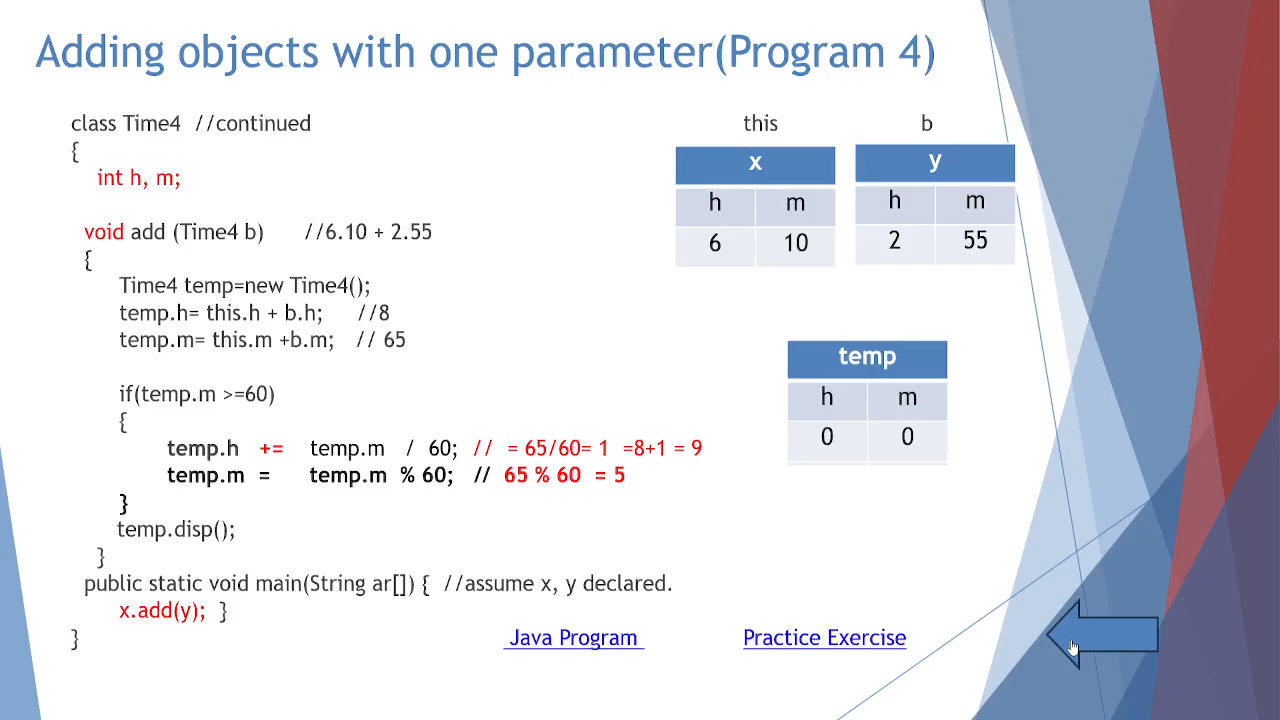 Adding objects with one parameter(Program 4)
class Time4 //continued
{
int h, m;
void add (Time4 b) //6.10 + 2.55
{
Time4 temp=new Time4();
temp.h= this.h + b.h; //8
temp.m= this.m +b.m; // 65
if(temp.m >=60)
{
temp.h += temp.m / 60; // = 65/60= 1 =8+1 = 9
temp.m = temp.m % 60; // 65 % 60 = 5
}
temp.disp();
}
public static void main(String ar[]) { //assume x, y declared.
x.add(y); }
}
this b
x y
h m h m
6 10 2 55
temp
h m
0 0
Java Program Practice Exercise